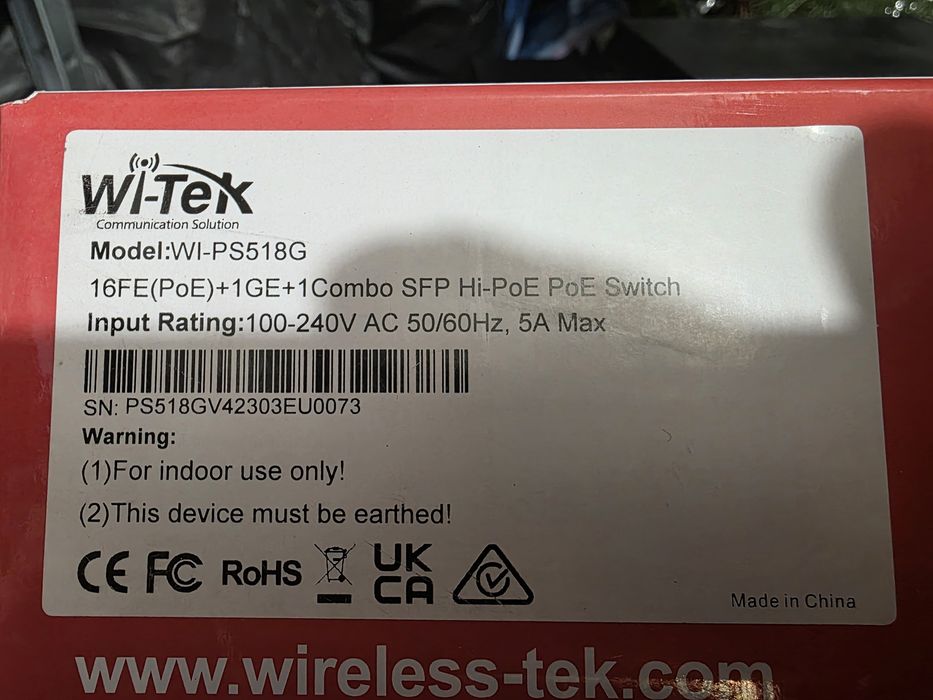 Wi-Tek
Communication Solution
Model:WI-PS518G
16FE(PoE)+1GE+1Combo SFP Hi-PoE PoE Switch
Input Rating:100-240V AC 50/60Hz, 5A Max
SN: PS518GV42303EU0073
Warning:
(1)For indoor use only!
(2)This device must be earthed!
CE FC RoHS UK CA
Made in China
www.wireless-tek.com